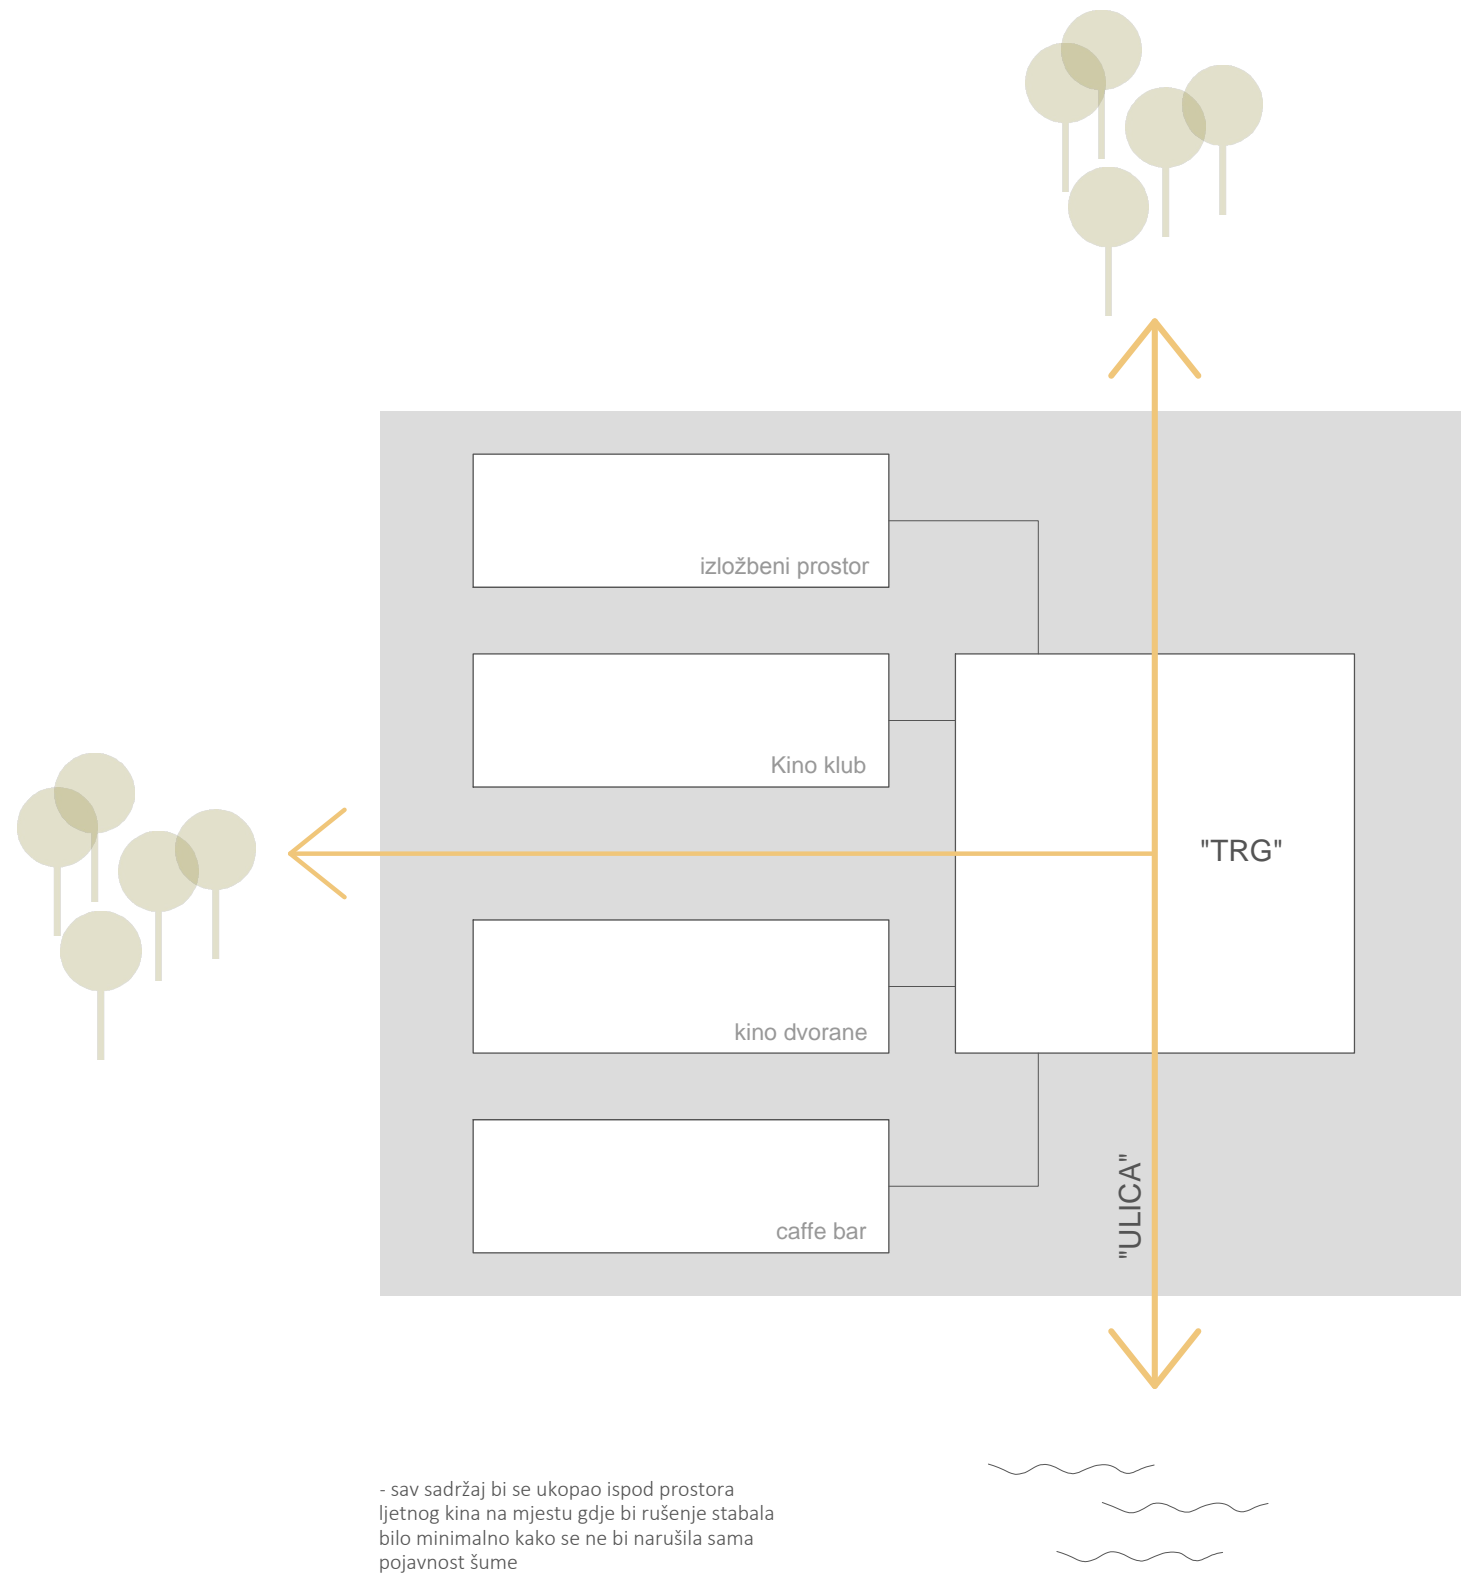 izložbeni prostor
Kino klub
"TRG"
kino dvorane
"ULICA"
caffe bar
- sav sadržaj bi se ukopao ispod prostora
ljetnog kina na mjestu gdje bi rušenje stabala
bilo minimalno kako se ne bi narušila sama
pojavnost šume